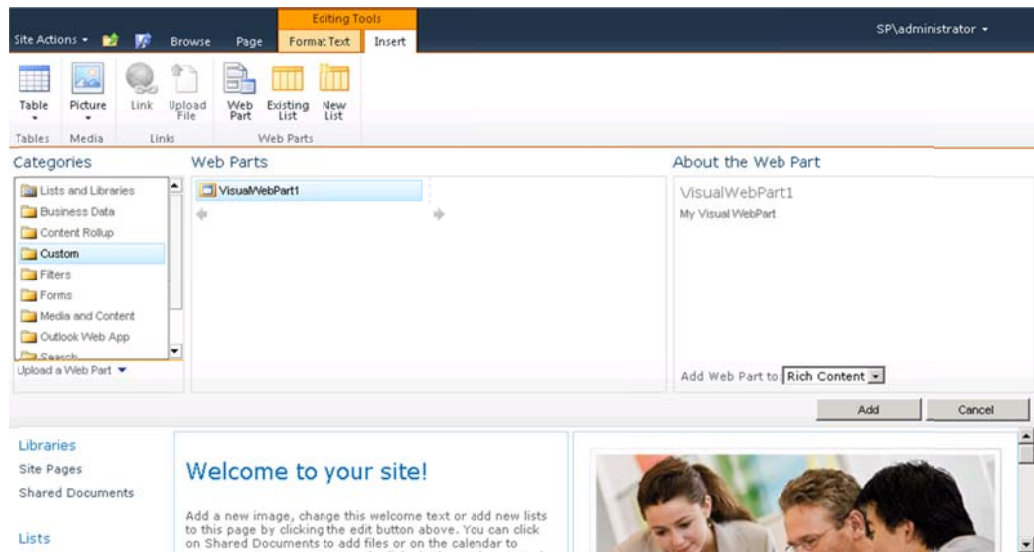 Editing Tools
Site Actions Browse Page Format Text Insert SP\administrator
Table Picture Link Upload File Web Part Existing List New List
Tables Media Links Web Parts
Categories Web Parts About the Web Part
Lists and Libraries VisualWebPart1 VisualWebPart1
Business Data My Visual WebPart
Content Rollup
Custom
Filters
Forms
Media and Content
Outlook Web App
Search
Upload a Web Part Add Web Part to: Rich Content
Add Cancel
Libraries
Site Pages Welcome to your site!
Shared Documents
Add a new image, change this welcome text or add new lists
to this page by clicking the edit button above. You can click
Lists on Shared Documents to add files or on the calendar to